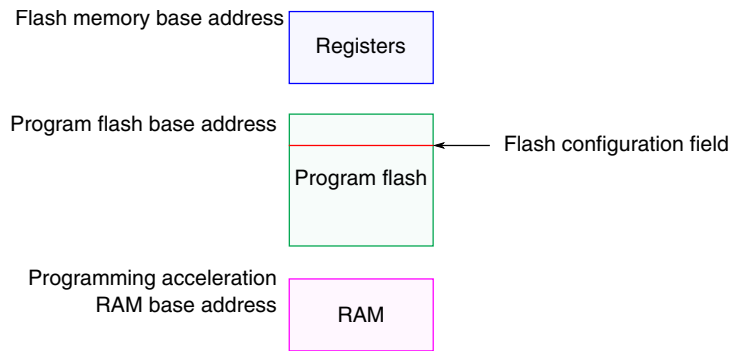 Flash memory base address
Registers
Program flash base address
Flash configuration field
Program flash
Programming acceleration
RAM base address
RAM